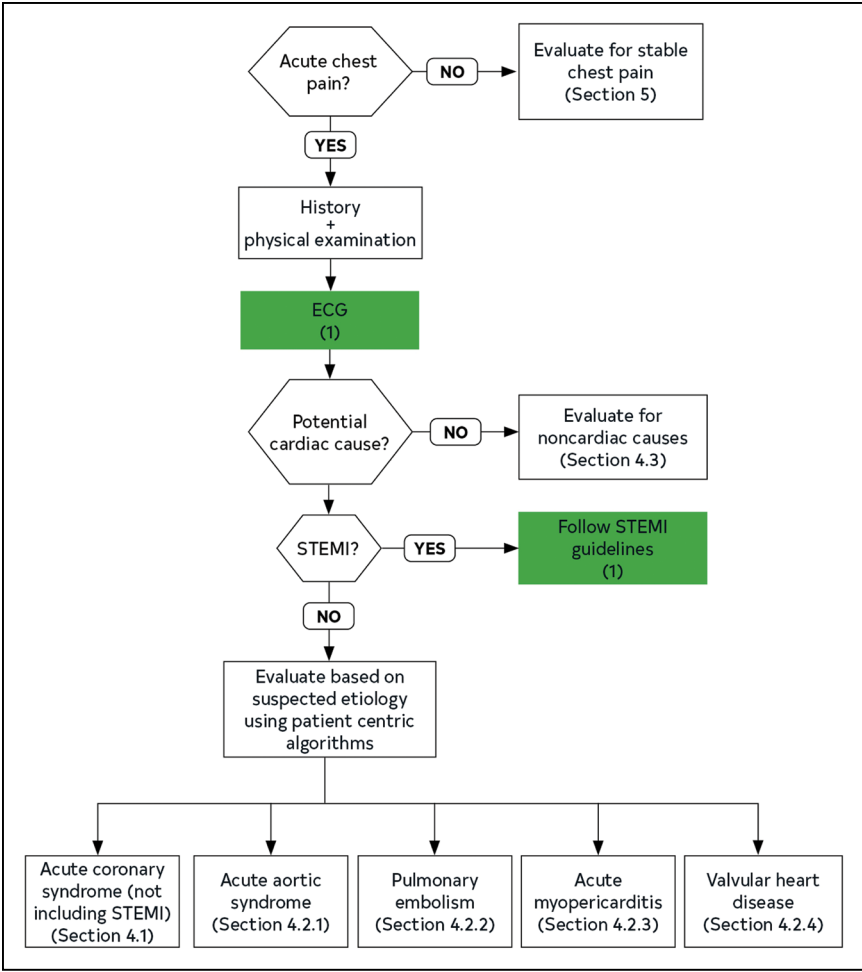 Acute chest
pain?
NO
Evaluate for stable
chest pain
(Section 5)
YES
History
+
physical examination
ECG
(1)
Potential
cardiac cause?
NO
Evaluate for
noncardiac causes
(Section 4.3)
STEMI?
YES
Follow STEMI
guidelines
(1)
NO
Evaluate based on
suspected etiology
using patient centric
algorithms
Acute coronary
syndrome (not
including STEMI)
(Section 4.1)
Acute aortic
syndrome
(Section 4.2.1)
Pulmonary
embolism
(Section 4.2.2)
Acute
myopericarditis
(Section 4.2.3)
Valvular heart
disease
(Section 4.2.4)